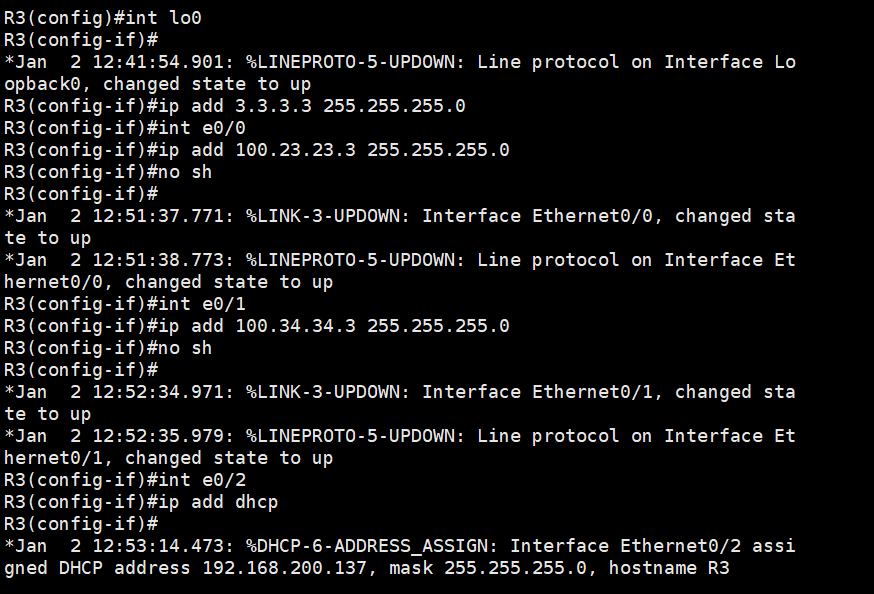 R3(config)#int lo0
R3(config-if)#
*Jan  2 12:41:54.901: %LINEPROTO-5-UPDOWN: Line protocol on Interface Lo
opback0, changed state to up
R3(config-if)#ip add 3.3.3.3 255.255.255.0
R3(config-if)#int e0/0
R3(config-if)#ip add 100.23.23.3 255.255.255.0
R3(config-if)#no sh
R3(config-if)#
*Jan  2 12:51:37.771: %LINK-3-UPDOWN: Interface Ethernet0/0, changed sta
te to up
*Jan  2 12:51:38.773: %LINEPROTO-5-UPDOWN: Line protocol on Interface Et
hernet0/0, changed state to up
R3(config-if)#int e0/1
R3(config-if)#ip add 100.34.34.3 255.255.255.0
R3(config-if)#no sh
R3(config-if)#
*Jan  2 12:52:34.971: %LINK-3-UPDOWN: Interface Ethernet0/1, changed sta
te to up
*Jan  2 12:52:35.979: %LINEPROTO-5-UPDOWN: Line protocol on Interface Et
hernet0/1, changed state to up
R3(config-if)#int e0/2
R3(config-if)#ip add dhcp
R3(config-if)#
*Jan  2 12:53:14.473: %DHCP-6-ADDRESS_ASSIGN: Interface Ethernet0/2 assi
gned DHCP address 192.168.200.137, mask 255.255.255.0, hostname R3